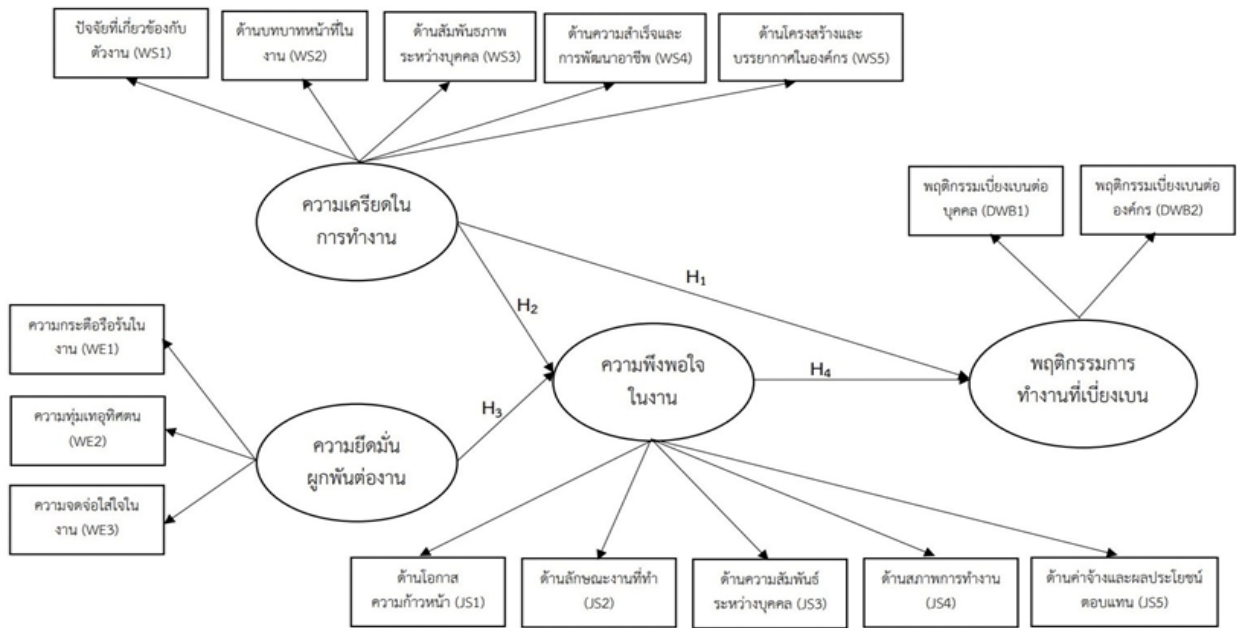 ปัจจัยที่เกี่ยวข้องกับ
ตัวงาน (WS1)
ด้านบทบาทหน้าที่ใน
งาน (WS2)
ด้านสัมพันธภาพ
ระหว่างบุคคล (WS3)
ด้านความสำเร็จและ
การพัฒนาอาชีพ (WS4)
ด้านโครงสร้างและ
บรรยากาศในองค์กร (WS5)
ความเครียดใน
การทำงาน
พฤติกรรมเบี่ยงเบนต่อ
บุคคล (DWB1)
พฤติกรรมเบี่ยงเบนต่อ
องค์กร (DWB2)
H₁
H₂
ความกระตือรือร้นใน
งาน (WE1)
ความทุ่มเทอุทิศตน
(WE2)
ความจดจ่อใส่ใจใน
งาน (WE3)
ความยึดมั่น
ผูกพันต่องาน
H₃
ความพึงพอใจ
ในงาน
H₄
พฤติกรรมการ
ทำงานที่เบี่ยงเบน
ด้านโอกาส
ความก้าวหน้า (JS1)
ด้านลักษณะงานที่ทำ
(JS2)
ด้านความสัมพันธ์
ระหว่างบุคคล (JS3)
ด้านสภาพการทำงาน
(JS4)
ด้านค่าจ้างและผลประโยชน์
ตอบแทน (JS5)